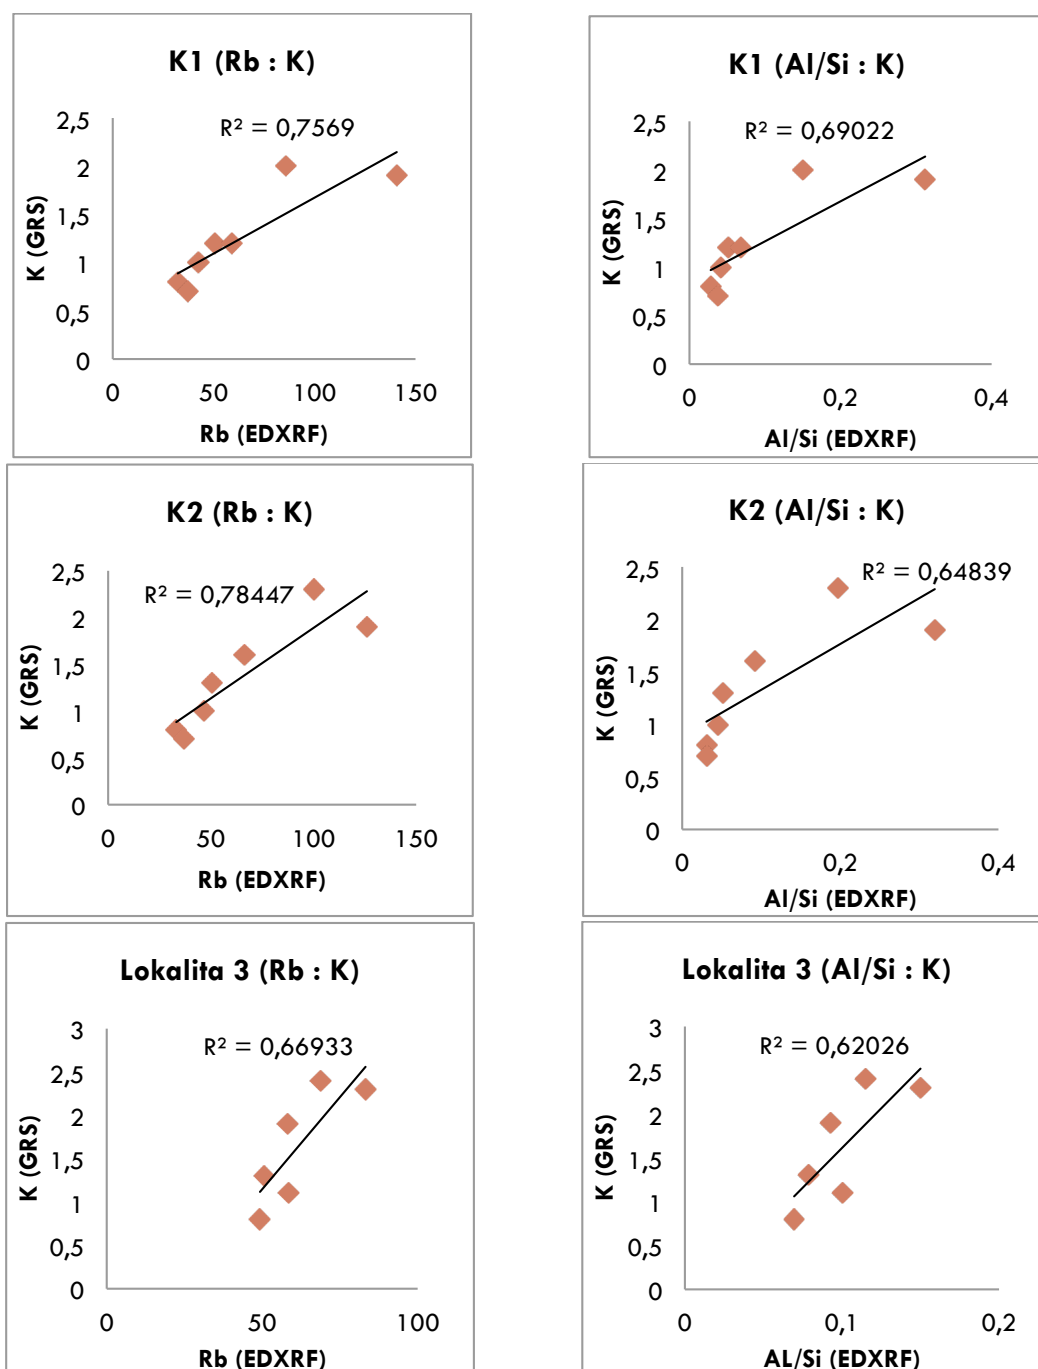 K1 (Rb : K)
R² = 0,7569
2,5
2
1,5
1
0,5
0
K (GRS)
0
50
100
150
Rb (EDXRF)
K1 (Al/Si : K)
R² = 0,69022
2,5
2
1,5
1
0,5
0
K (GRS)
0
0,2
0,4
Al/Si (EDXRF)
K2 (Rb : K)
R² = 0,78447
2,5
2
1,5
1
0,5
0
K (GRS)
0
50
100
150
Rb (EDXRF)
K2 (Al/Si : K)
R² = 0,64839
2,5
2
1,5
1
0,5
0
K (GRS)
0
0,2
0,4
Al/Si (EDXRF)
Lokalita 3 (Rb : K)
R² = 0,66933
3
2,5
2
1,5
1
0,5
0
K (GRS)
0
50
100
Rb (EDXRF)
Lokalita 3 (Al/Si : K)
R² = 0,62026
3
2,5
2
1,5
1
0,5
0
K (GRS)
0
0,1
0,2
AL/Si (EDXRF)